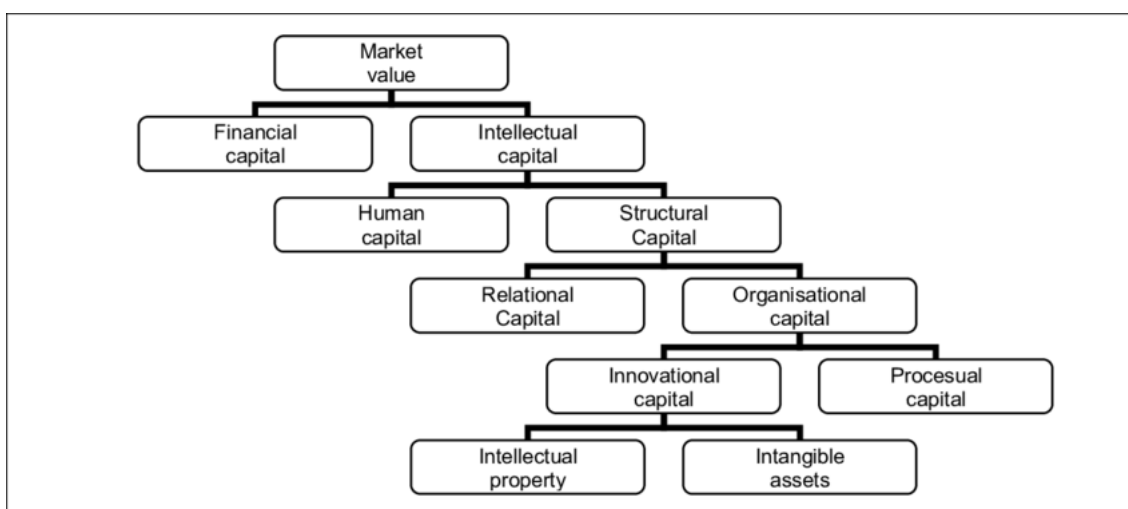 Market
value
Financial
capital
Intellectual
capital
Human
capital
Structural
Capital
Relational
Capital
Organisational
capital
Innovational
capital
Procesual
capital
Intellectual
property
Intangible
assets